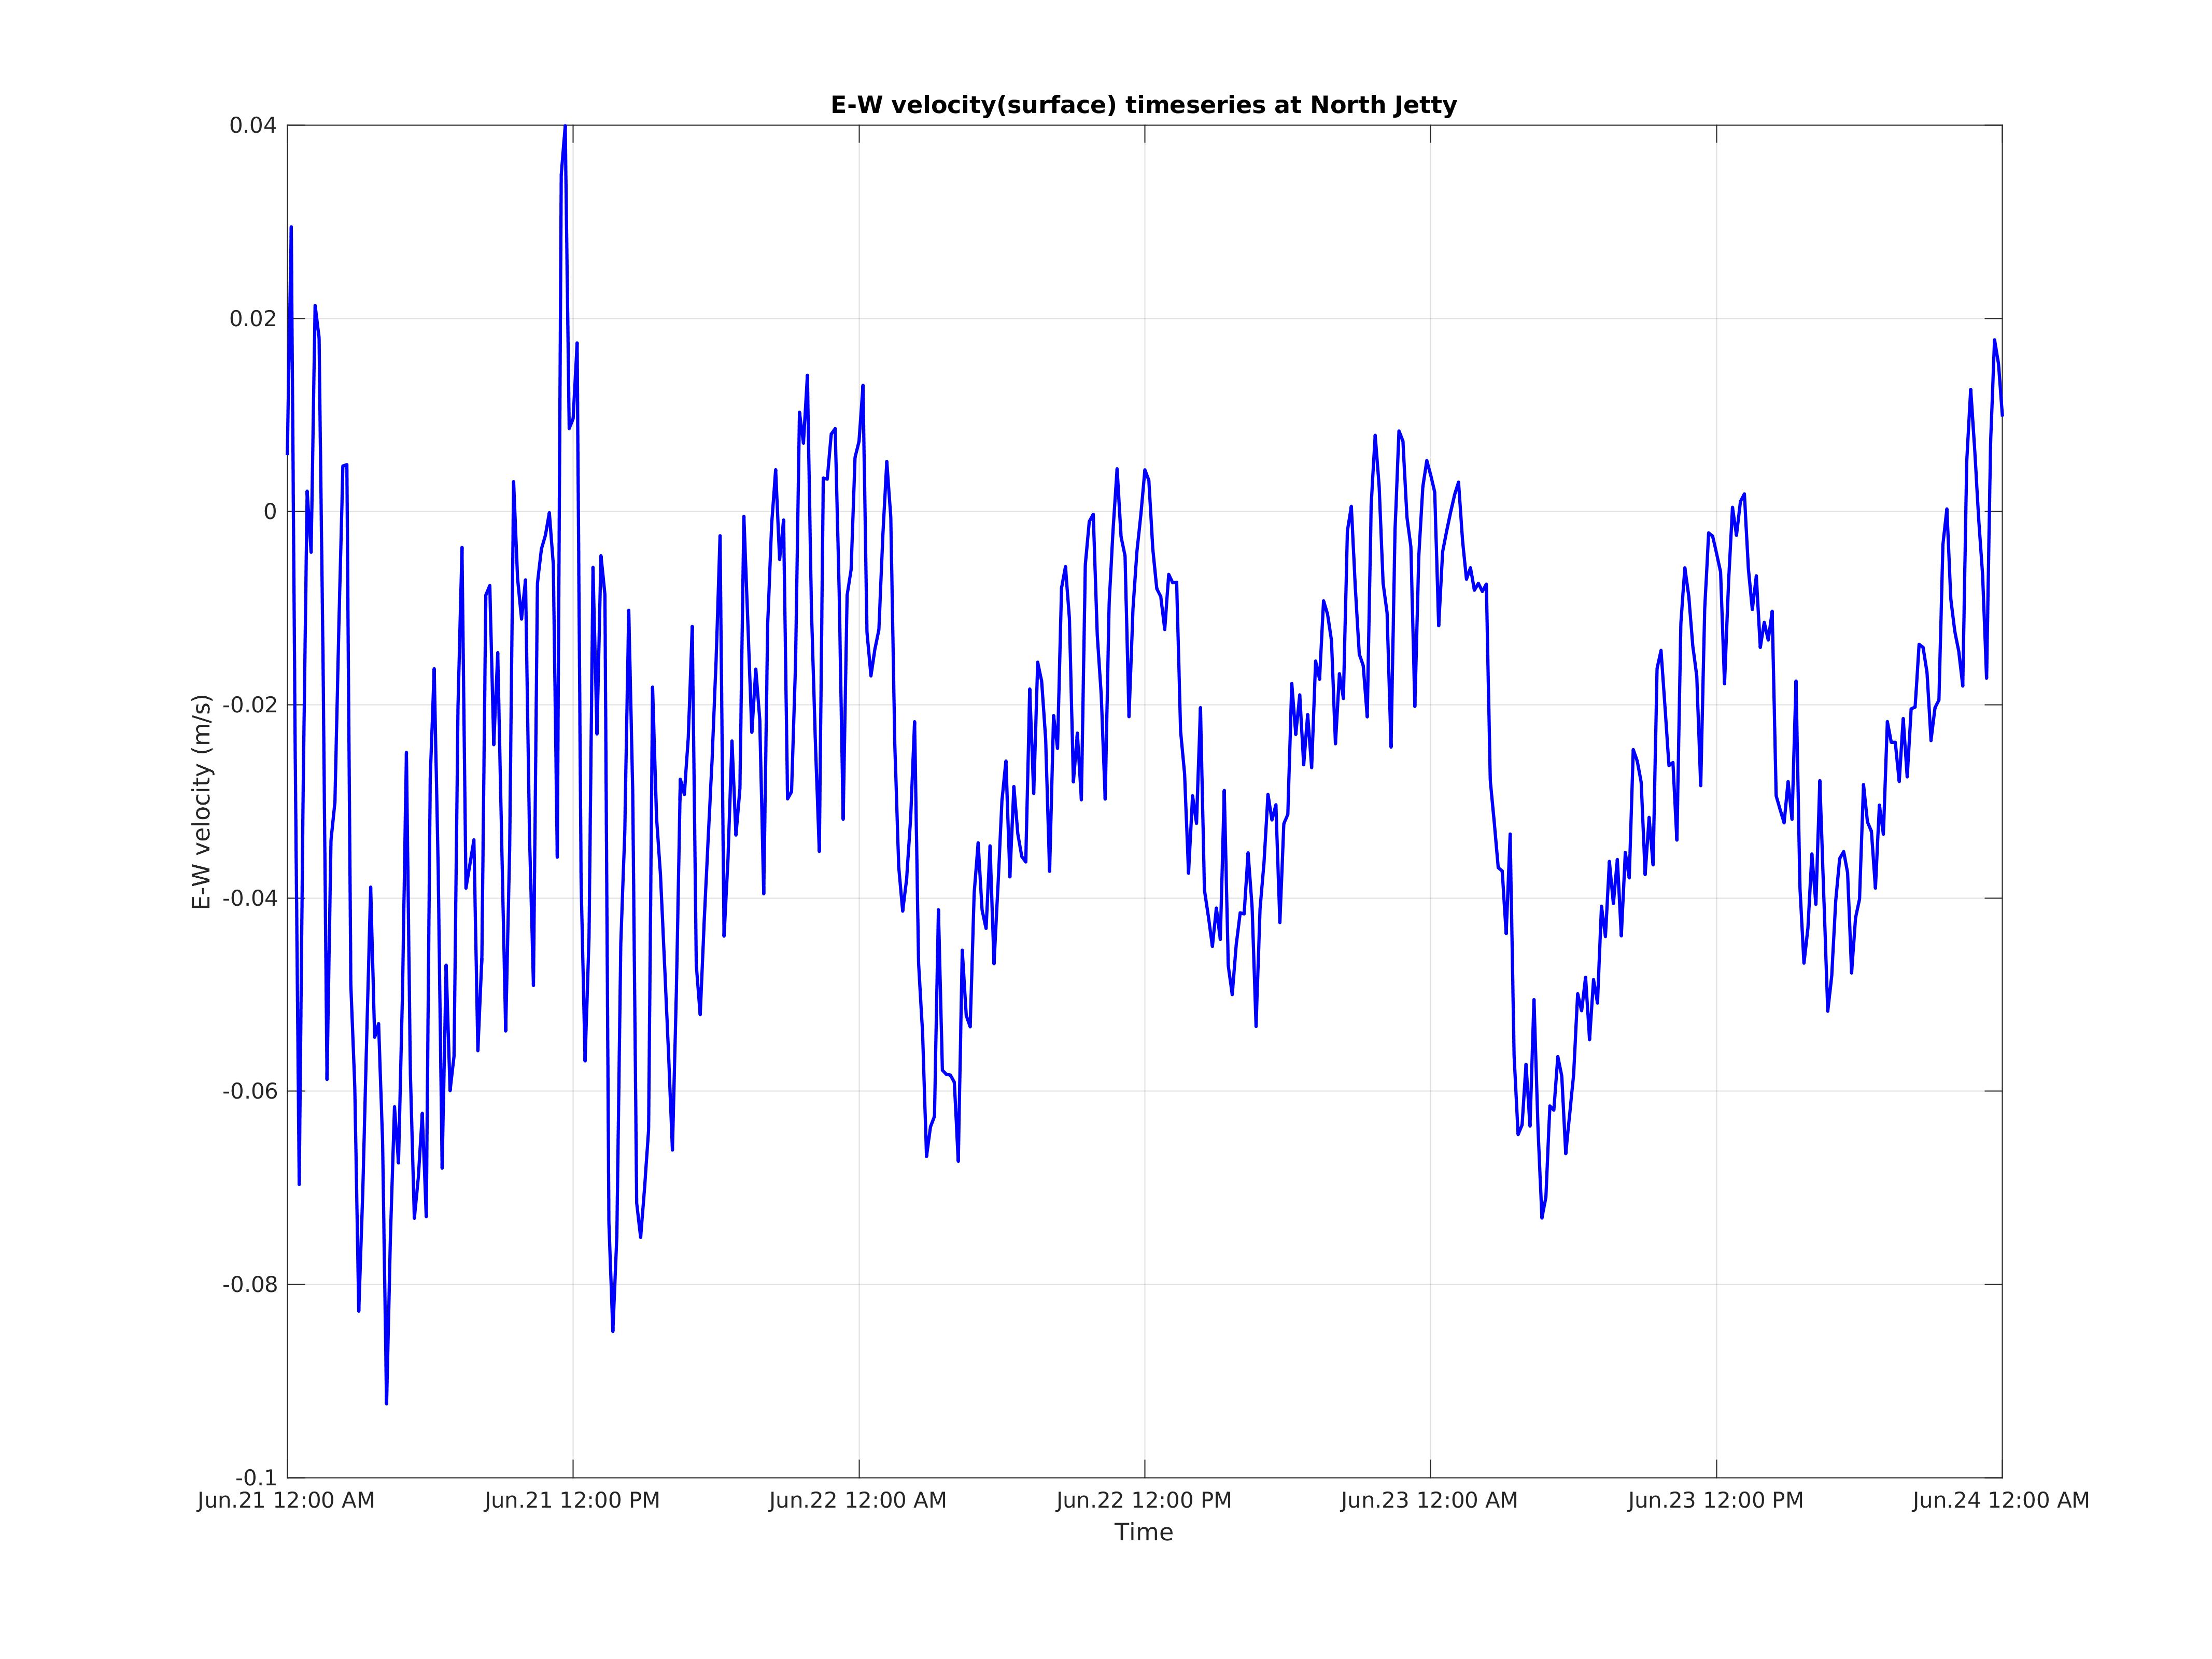 E-W velocity(surface) timeseries at North Jetty
0.04
0.02
0
-0.02
-0.04
-0.06
-0.08
-0.1
E-W velocity (m/s)
Jun.21 12:00 AM Jun.21 12:00 PM Jun.22 12:00 AM Jun.22 12:00 PM Jun.23 12:00 AM Jun.23 12:00 PM Jun.24 12:00 AM
Time